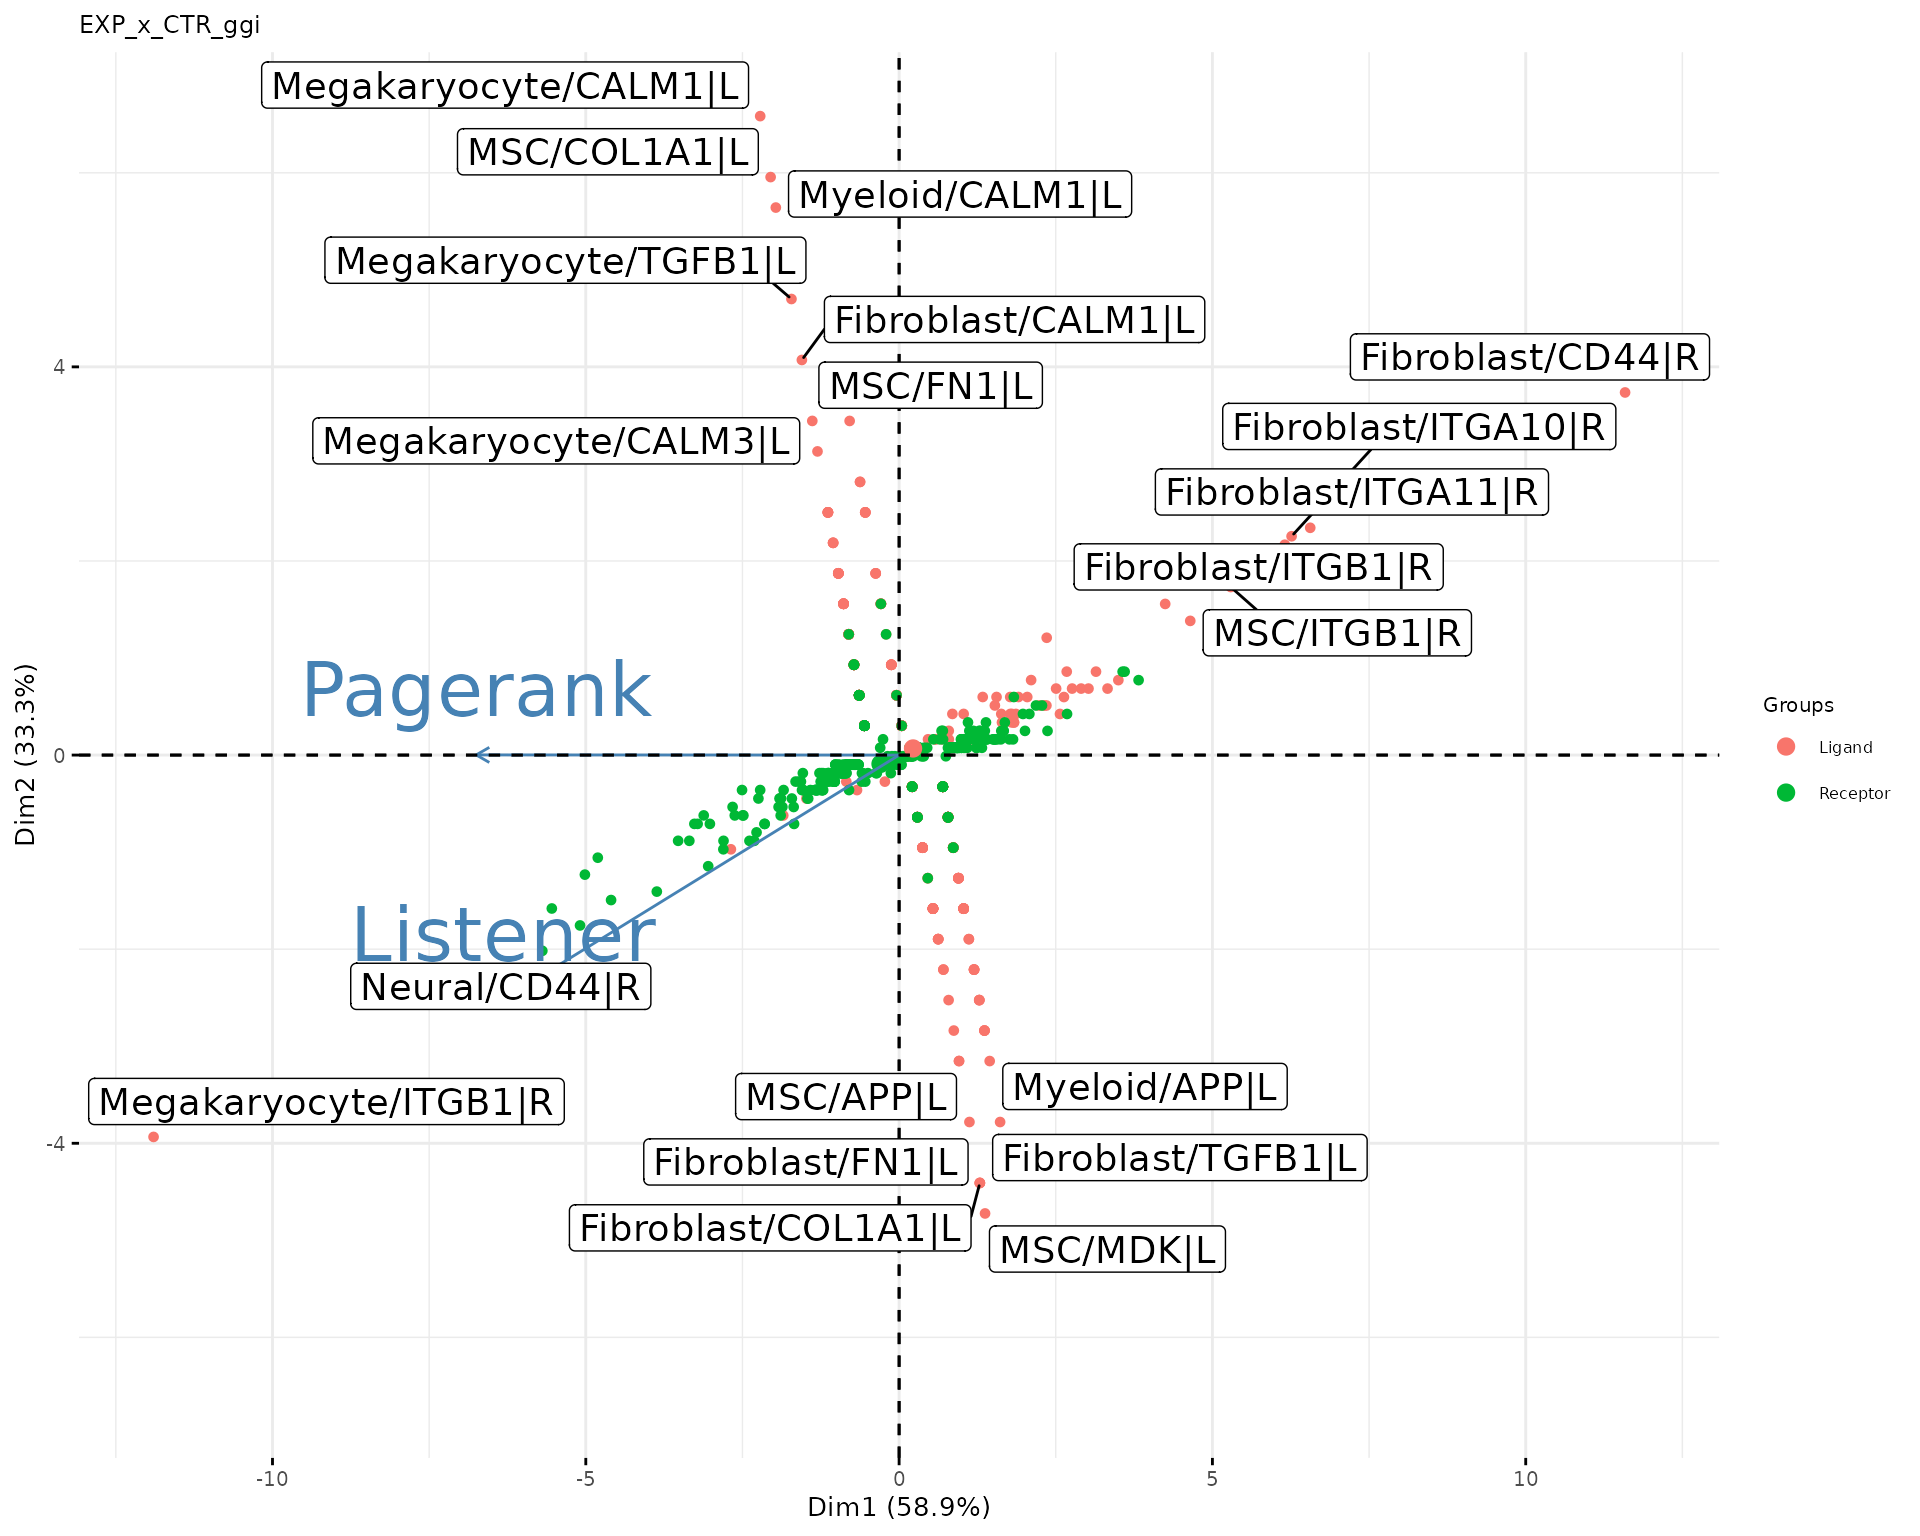 EXP_x_CTR_ggi
Megakaryocyte/CALM1|L
MSC/COL1A1|L
Myeloid/CALM1|L
Megakaryocyte/TGFB1|L
Fibroblast/CALM1|L
Fibroblast/CD44|R
MSC/FN1|L
Fibroblast/ITGA10|R
Megakaryocyte/CALM3|L
Fibroblast/ITGA11|R
Fibroblast/ITGB1|R
MSC/ITGB1|R
Pagerank
Listener
Neural/CD44|R
Megakaryocyte/ITGB1|R
MSC/APP|L
Myeloid/APP|L
Fibroblast/FN1|L
Fibroblast/TGFB1|L
Fibroblast/COL1A1|L
MSC/MDK|L
4
0
-4
Dim2 (33.3%)
-10
-5
0
5
10
Dim1 (58.9%)
Groups
Ligand
Receptor